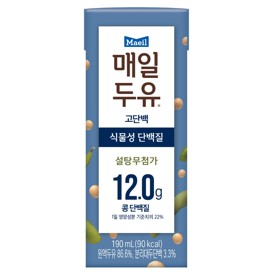 Maeil
매일
두유
고단백
식물성 단백질
설탕무첨가
12.0g
콩 단백질
1일 영양성분 기준치의 22%
190 mL (90 kcal)
원액두유 86.6%, 분리대두단백 3.3%